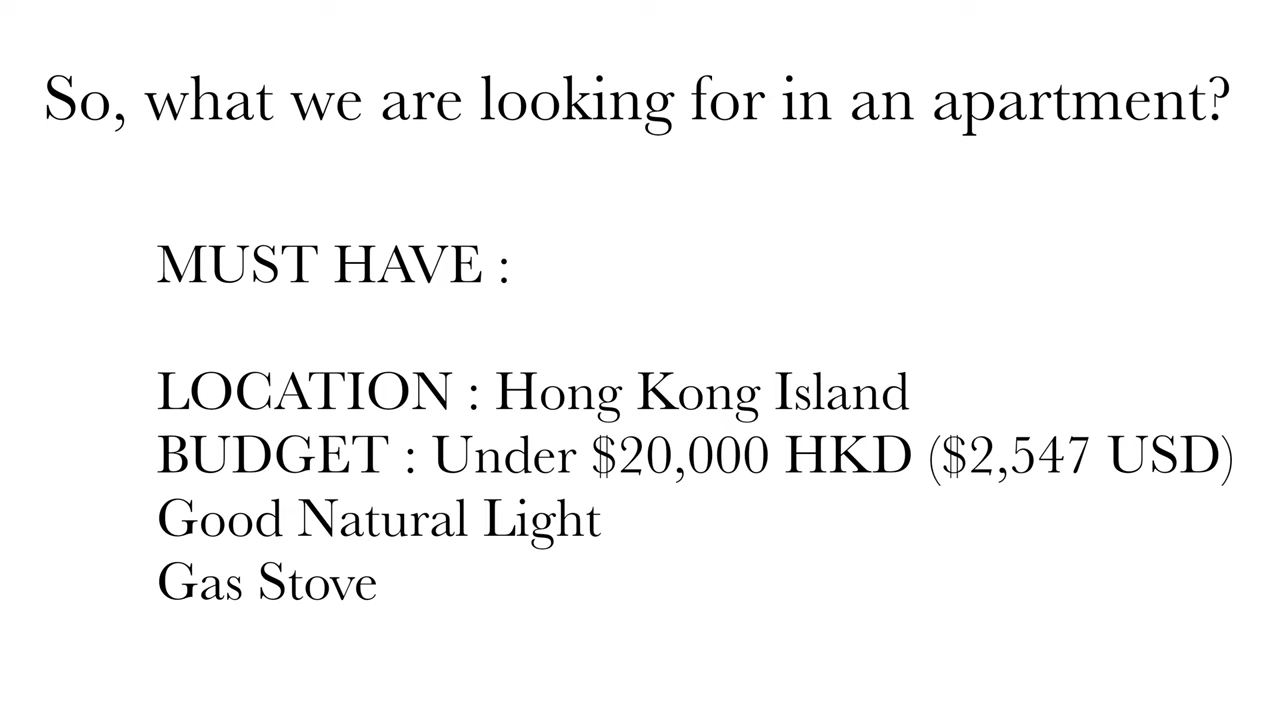 So, what we are looking for in an apartment?
MUST HAVE :
LOCATION : Hong Kong Island
BUDGET : Under $20,000 HKD ($2,547 USD)
Good Natural Light
Gas Stove